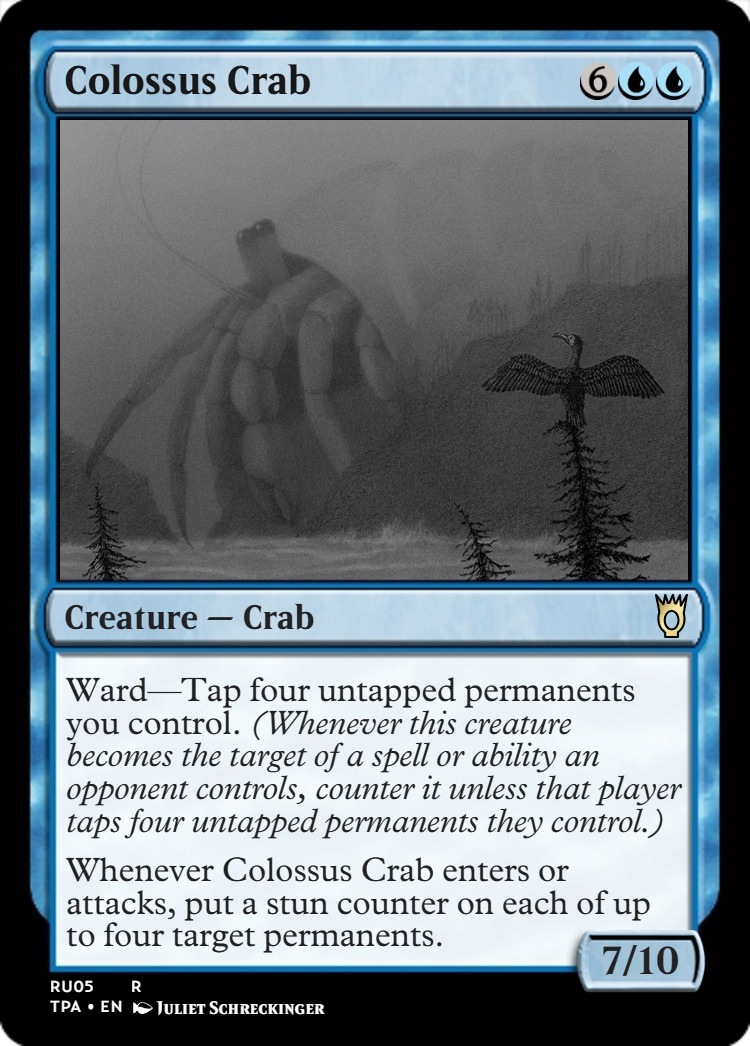 Colossus Crab 6
Creature — Crab
Ward—Tap four untapped permanents
you control. (Whenever this creature
becomes the target of a spell or ability an
opponent controls, counter it unless that player
taps four untapped permanents they control.)
Whenever Colossus Crab enters or
attacks, put a stun counter on each of up
to four target permanents.
7/10
RU05 R
TPA • EN Juliet Schreckinger